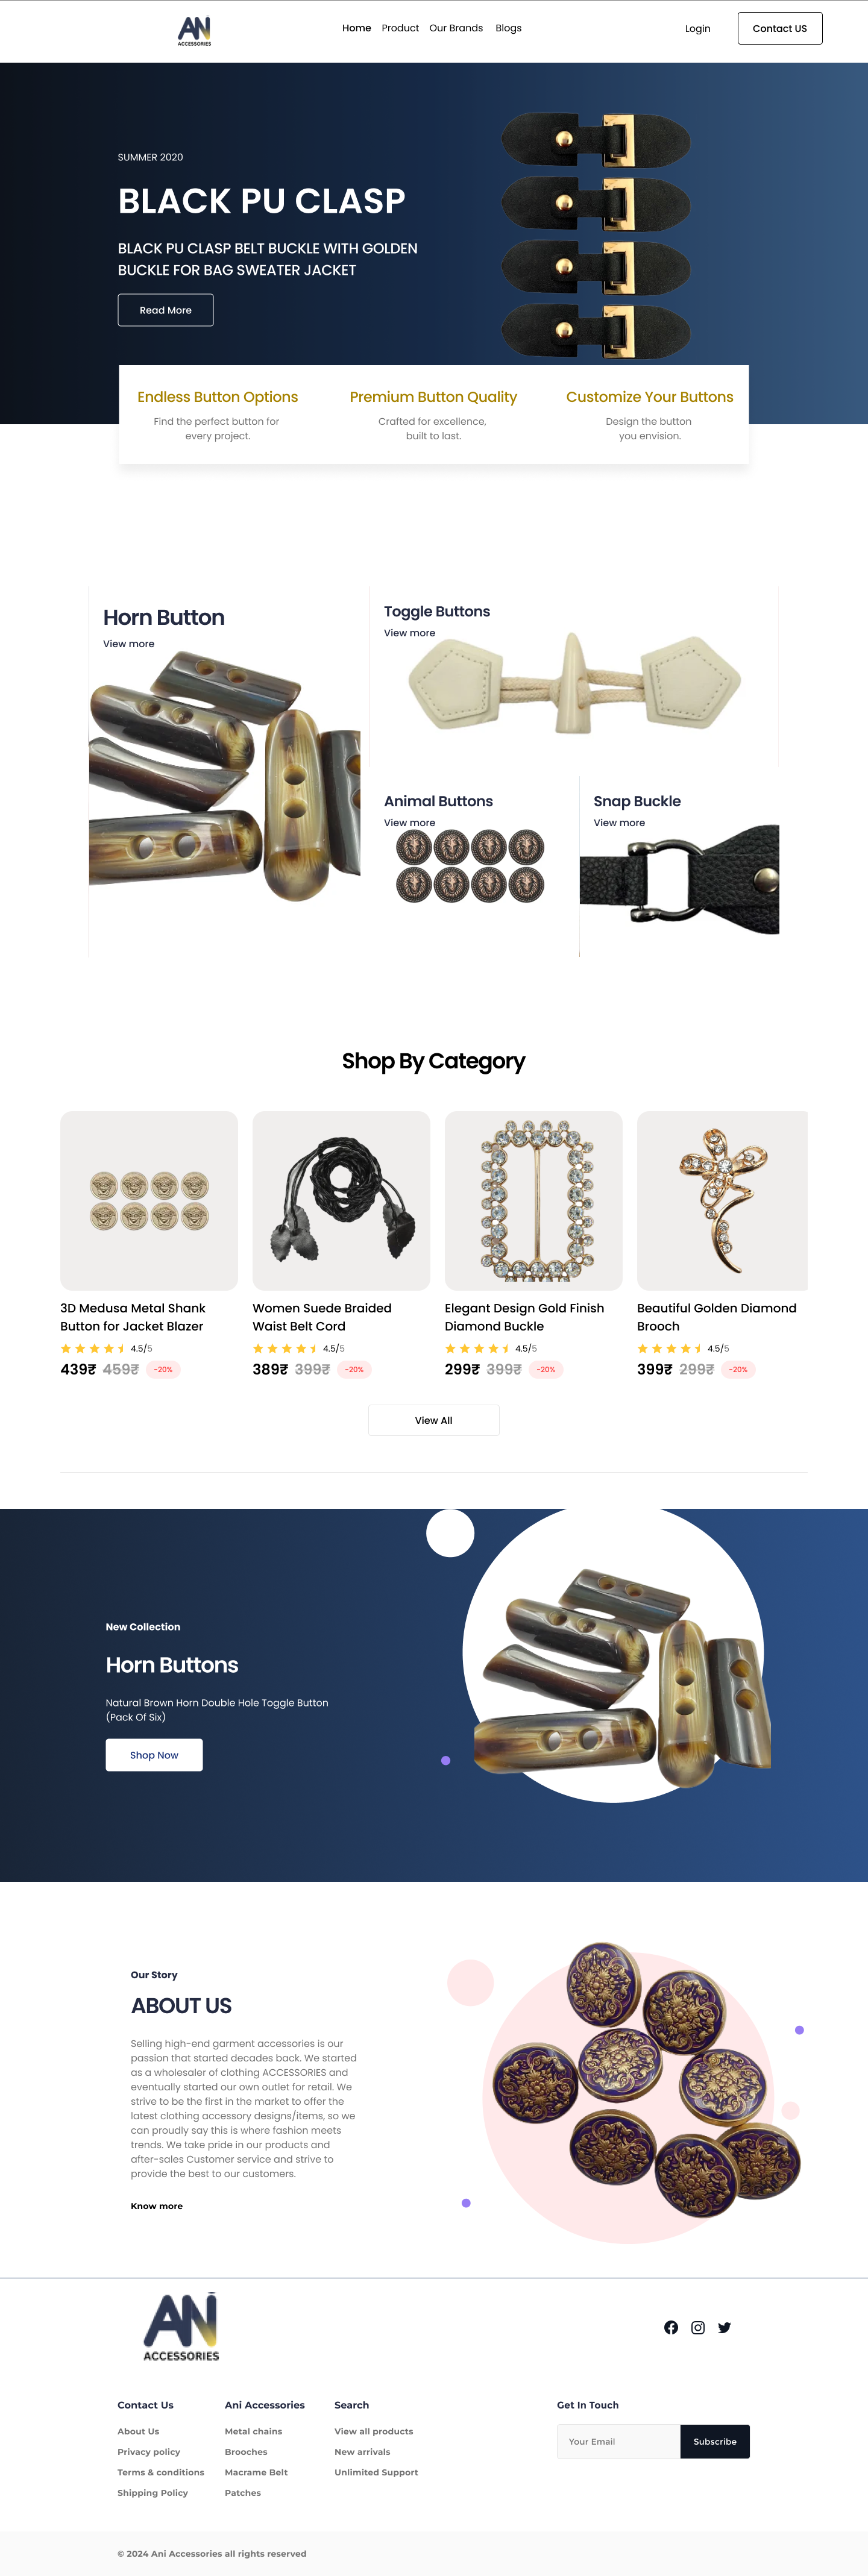 ANi
ACCESSORIES
Home Product Our Brands Blogs
Login
Contact US
SUMMER 2020
BLACK PU CLASP
BLACK PU CLASP BELT BUCKLE WITH GOLDEN
BUCKLE FOR BAG SWEATER JACKET
Read More
Endless Button Options
Find the perfect button for
every project.
Premium Button Quality
Crafted for excellence,
built to last.
Customize Your Buttons
Design the button
you envision.
Horn Button
View more
Toggle Buttons
View more
Animal Buttons
View more
Snap Buckle
View more
Shop By Category
3D Medusa Metal Shank
Button for Jacket Blazer
4.5/5
439₹ 459₹ -20%
Women Suede Braided
Waist Belt Cord
4.5/5
389₹ 399₹ -20%
Elegant Design Gold Finish
Diamond Buckle
4.5/5
299₹ 399₹ -20%
Beautiful Golden Diamond
Brooch
4.5/5
399₹ 299₹ -20%
View All
New Collection
Horn Buttons
Natural Brown Horn Double Hole Toggle Button
(Pack Of Six)
Shop Now
Our Story
ABOUT US
Selling high-end garment accessories is our
passion that started decades back. We started
as a wholesaler of clothing ACCESSORIES and
eventually started our own outlet for retail. We
strive to be the first in the market to offer the
latest clothing accessory designs/items, so we
can proudly say this is where fashion meets
trends. We take pride in our products and
after-sales Customer service and strive to
provide the best to our customers.
Know more
ANi
ACCESSORIES
Contact Us
About Us
Privacy policy
Terms & conditions
Shipping Policy
Ani Accessories
Metal chains
Brooches
Macrame Belt
Patches
Search
View all products
New arrivals
Unlimited Support
Get In Touch
Your Email
Subscribe
© 2024 Ani Accessories all rights reserved